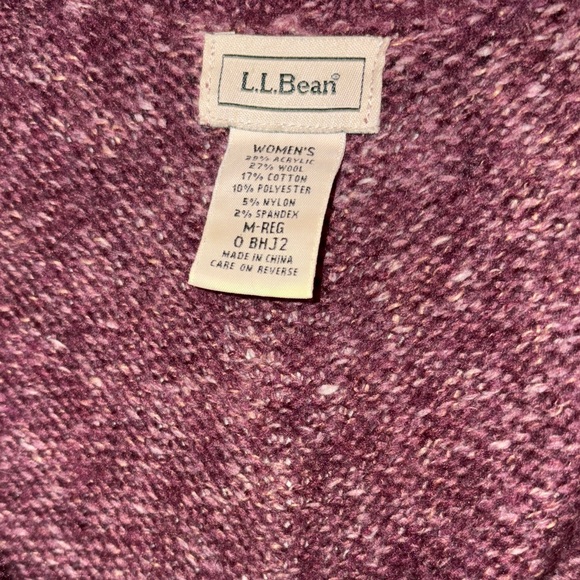 L.L.Bean®
WOMEN'S
39% ACRYLIC
27% WOOL
17% COTTON
10% POLYESTER
5% NYLON
2% SPANDEX
M-REG
0 BHJ2
MADE IN CHINA
CARE ON REVERSE